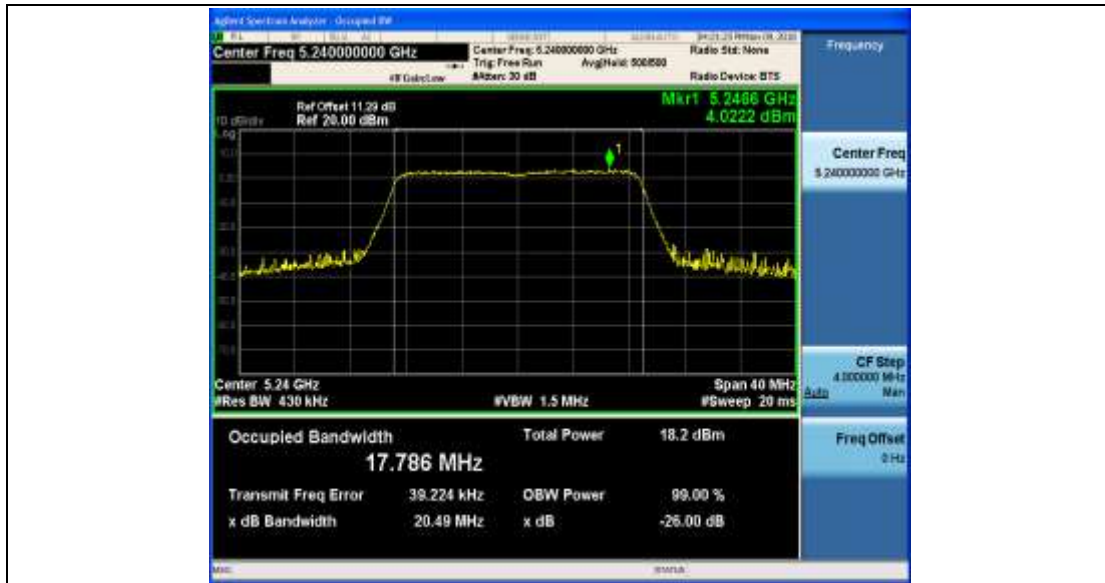 Agilent Spectrum Analyzer - Occupied BW
Center Freq 5.240000000 GHz
Center Freq: 5.240000000 GHz
Radio Std: None
Trig: Free Run
Avg|Hold: 500/500
#IFGain:Low
#Atten: 30 dB
Radio Device: BTS
Frequency
Ref Offset 11.29 dB
Mkr1 5.2466 GHz
10 dB/div
Ref 20.00 dBm
4.0222 dBm
Log
1
Center Freq
5.240000000 GHz
Center 5.24 GHz
Span 40 MHz
#Res BW 430 kHz
#VBW 1.5 MHz
#Sweep 20 ms
CF Step
4.000000 MHz
Auto
Man
Occupied Bandwidth
Total Power
18.2 dBm
17.786 MHz
Freq Offset
0 Hz
Transmit Freq Error
39.224 kHz
OBW Power
99.00 %
x dB Bandwidth
20.49 MHz
x dB
-26.00 dB
MSG
STATUS